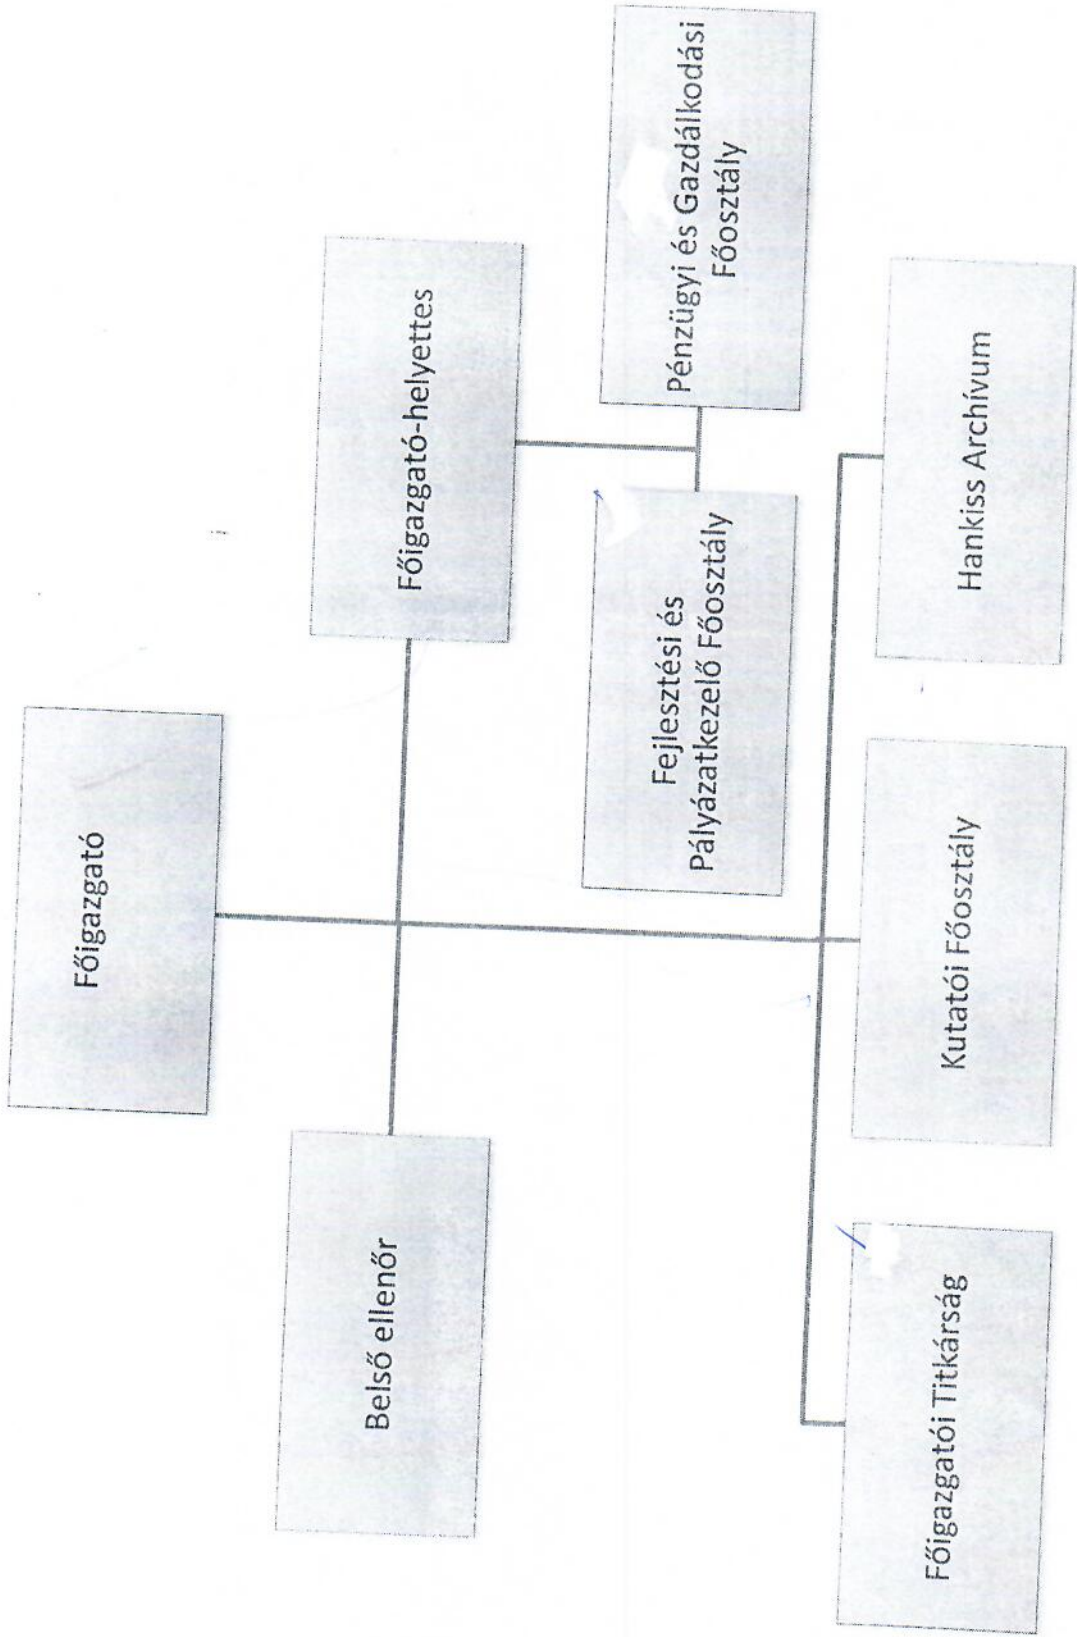 Főigazgató
Belső ellenőr
Főigazgató-helyettes
Fejlesztési és
Pályázatkezelő Főosztály
Pénzügyi és Gazdálkodási
Főosztály
Főigazgatói Titkárság
Kutatói Főosztály
Hankiss Archívum